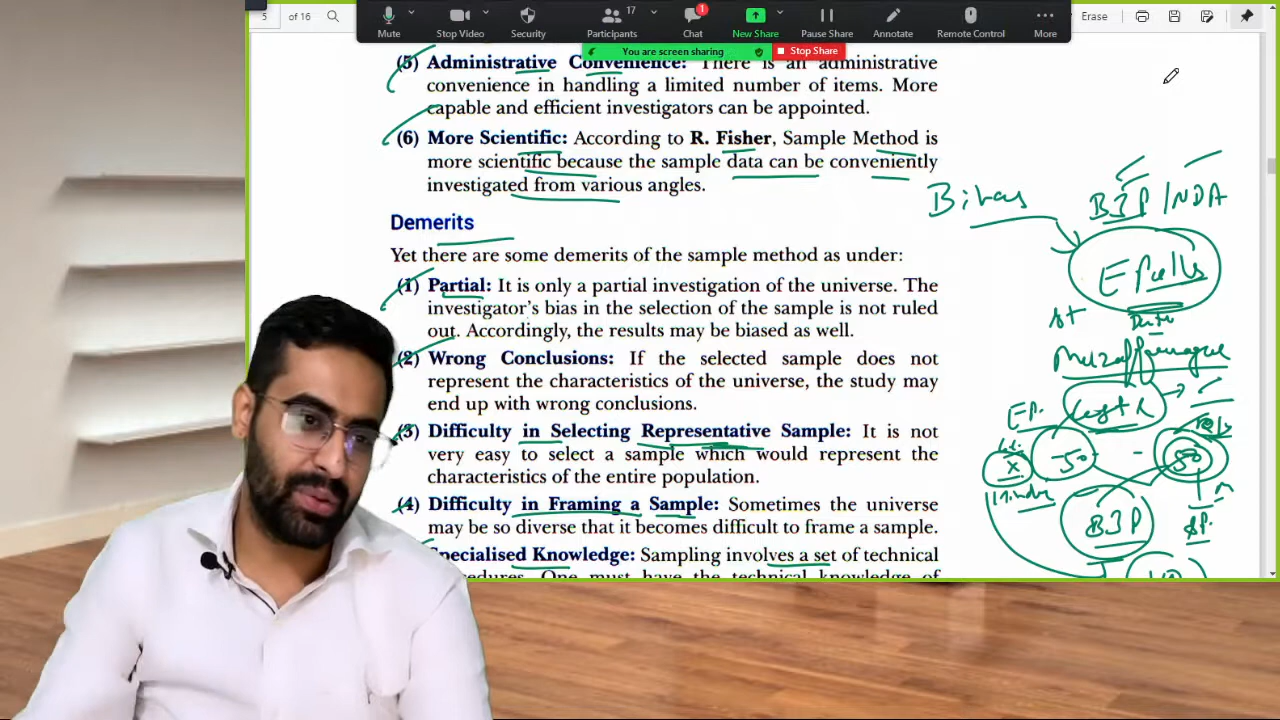 5 of 16
Erase
Mute
Stop Video
Security
17
Participants
1
Chat
New Share
Pause Share
Annotate
Remote Control
More
You are screen sharing
Stop Share
(5) Administrative Convenience: There is an administrative
convenience in handling a limited number of items. More
capable and efficient investigators can be appointed.
(6) More Scientific: According to R. Fisher, Sample Method is
more scientific because the sample data can be conveniently
investigated from various angles.
Demerits
Yet there are some demerits of the sample method as under:
(1) Partial: It is only a partial investigation of the universe. The
investigator's bias in the selection of the sample is not ruled
out. Accordingly, the results may be biased as well.
(2) Wrong Conclusions: If the selected sample does not
represent the characteristics of the universe, the study may
end up with wrong conclusions.
(3) Difficulty in Selecting Representative Sample: It is not
very easy to select a sample which would represent the
characteristics of the entire population.
(4) Difficulty in Framing a Sample: Sometimes the universe
may be so diverse that it becomes difficult to frame a sample.
Specialised Knowledge: Sampling involves a set of technical
procedures. One must have the technical knowledge of
BJP/NDA
E Polls
50
50
X
BJP